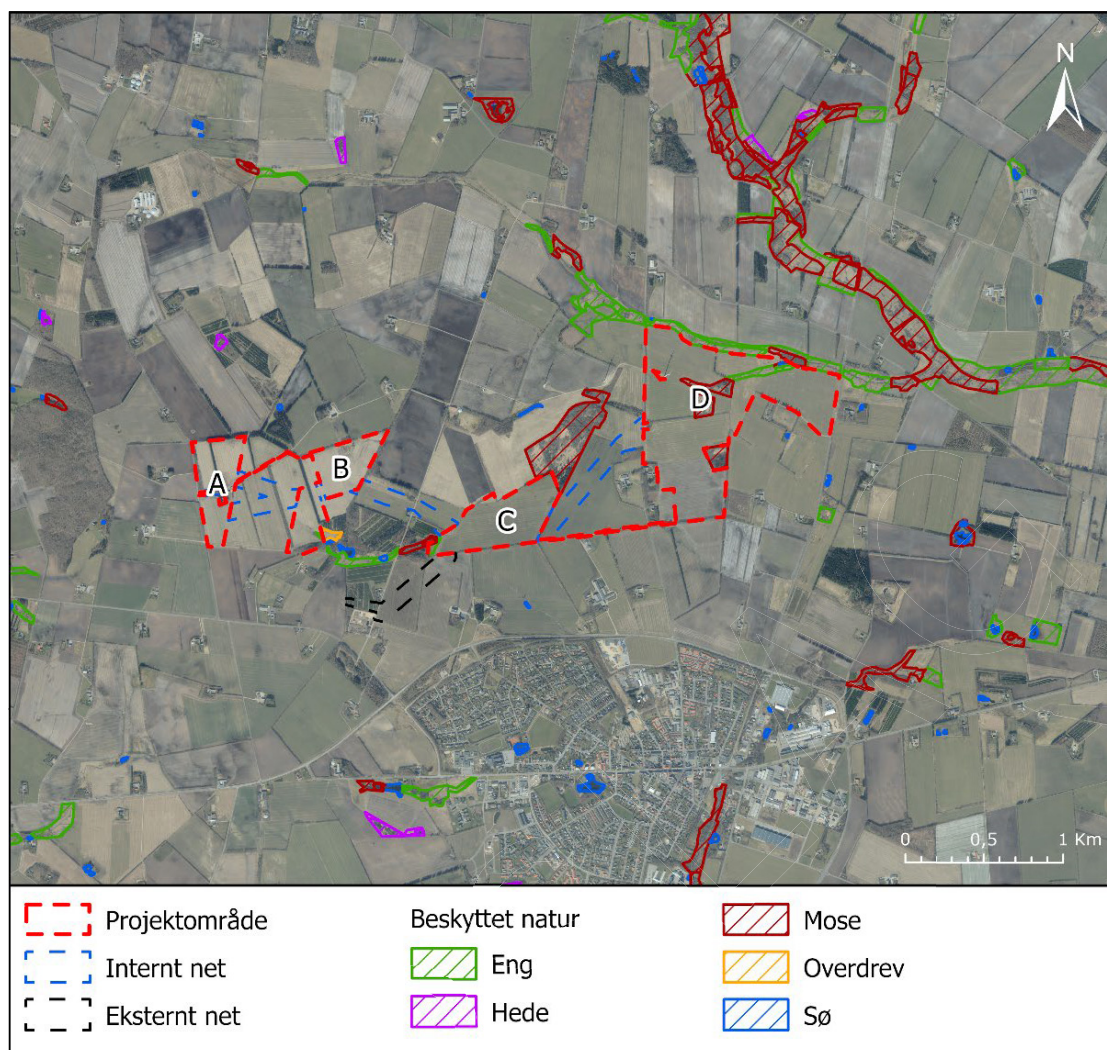 N
A
B
C
D
0 0,5 1 Km
Projektområde
Internt net
Eksternt net
Beskyttet natur
Eng
Hede
Mose
Overdrev
Sø